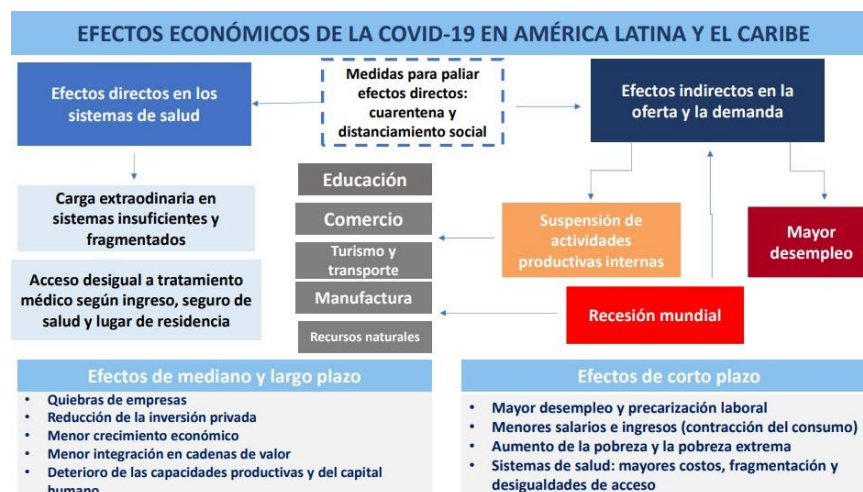 EFECTOS ECONÓMICOS DE LA COVID-19 EN AMÉRICA LATINA Y EL CARIBE
Efectos directos en los
sistemas de salud
Medidas para paliar
efectos directos:
cuarentena y
distanciamiento social
Efectos indirectos en la
oferta y la demanda
Carga extraodinaria en
sistemas insuficientes y
fragmentados
Acceso desigual a tratamiento
médico según ingreso, seguro de
salud y lugar de residencia
Educación
Comercio
Turismo y
transporte
Manufactura
Recursos naturales
Suspensión de
actividades
productivas internas
Mayor
desempleo
Recesión mundial
Efectos de mediano y largo plazo
• Quiebras de empresas
• Reducción de la inversión privada
• Menor crecimiento económico
• Menor integración en cadenas de valor
• Deterioro de las capacidades productivas y del capital
humano
Efectos de corto plazo
• Mayor desempleo y precarización laboral
• Menores salarios e ingresos (contracción del consumo)
• Aumento de la pobreza y la pobreza extrema
• Sistemas de salud: mayores costos, fragmentación y
desigualdades de acceso